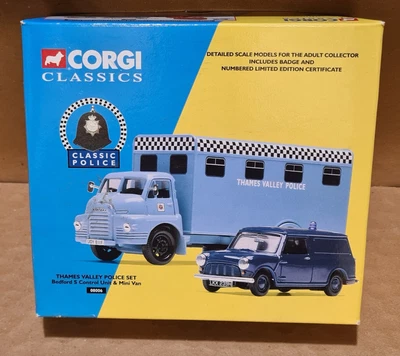 CORGI
CLASSICS
DETAILED SCALE MODELS FOR THE ADULT COLLECTOR
INCLUDES BADGE AND
NUMBERED LIMITED EDITION CERTIFICATE
CLASSIC
POLICE
THAMES VALLEY POLICE
THAMES VALLEY POLICE SET
Bedford S Control Unit & Mini Van